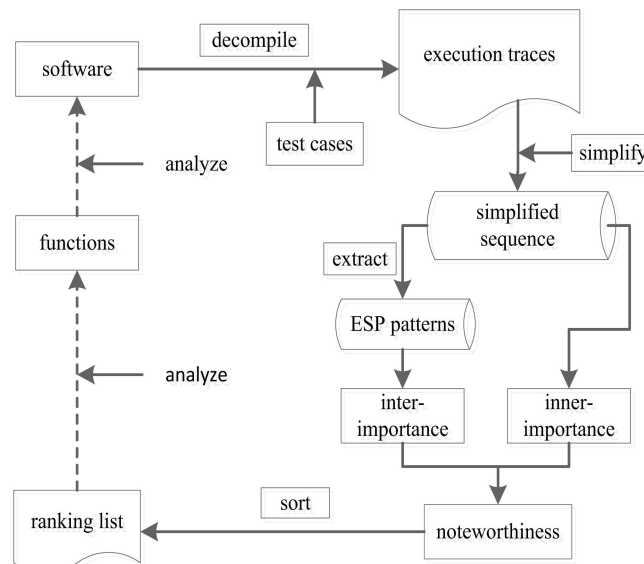 decompile
software
execution traces
test cases
analyze
simplify
functions
simplified
sequence
extract
ESP patterns
analyze
inter-
importance
inner-
importance
sort
ranking list
noteworthiness